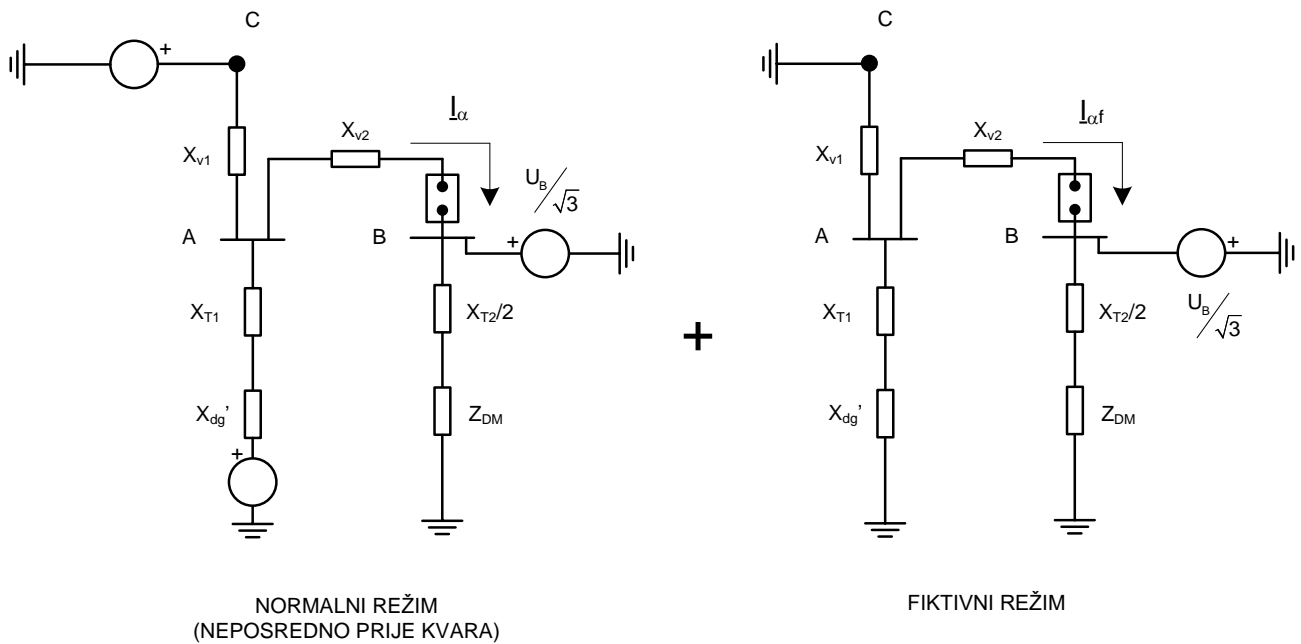 C
+
X_v1
X_v2
I_α
U_B/√3
A
B
+
X_T1
X_T2/2
X_dg'
Z_DM
+
NORMALNI REŽIM
(NEPOSREDNO PRIJE KVARA)
+
C
X_v1
X_v2
I_αf
A
B
+
U_B/√3
X_T1
X_T2/2
X_dg'
Z_DM
FIKTIVNI REŽIM